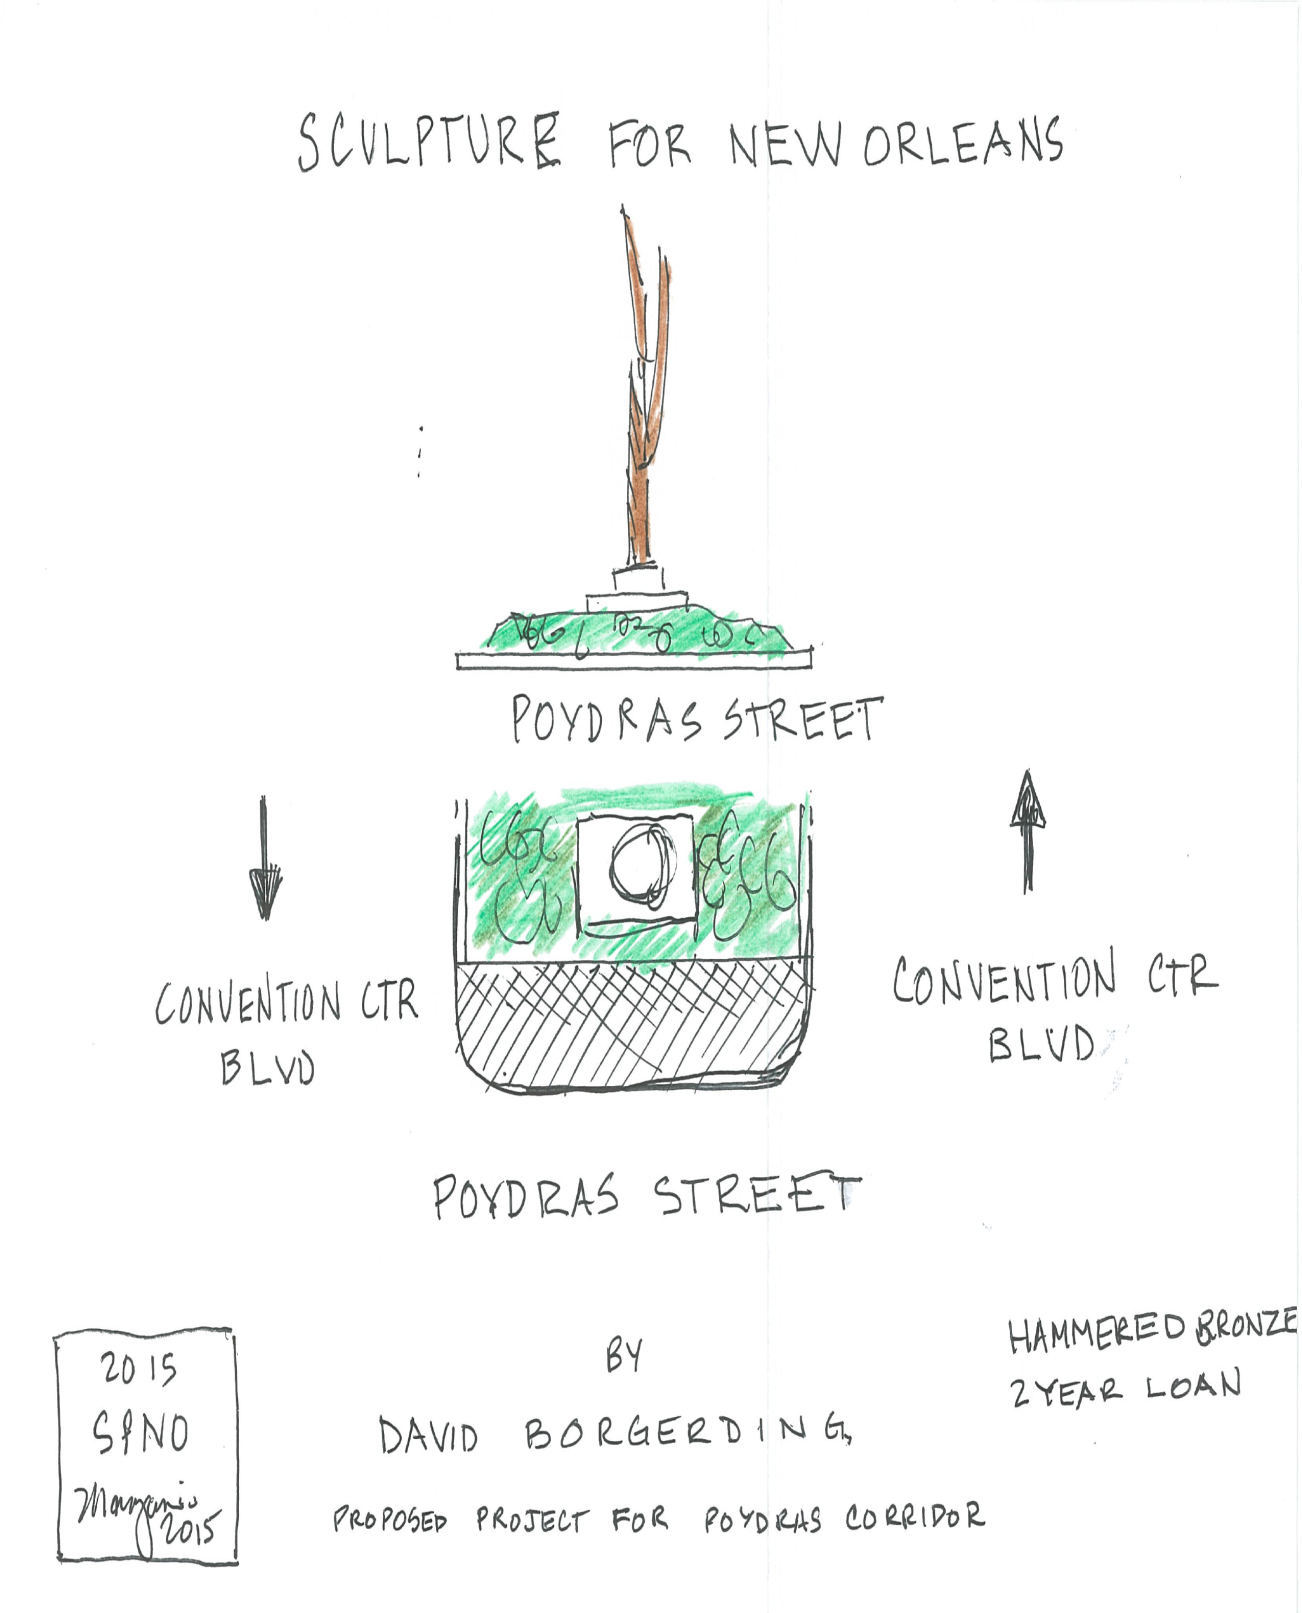 SCULPTURE FOR NEW ORLEANS
POYDRAS STREET
CONVENTION CTR
BLVD
CONVENTION CTR
BLVD
POYDRAS STREET
HAMMERED BRONZE
2 YEAR LOAN
2015
SFNO
2015
BY
DAVID BORGERDING
PROPOSED PROJECT FOR POYDRAS CORRIDOR